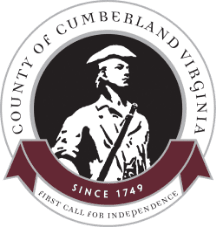 COUNTY OF CUMBERLAND VIRGINIA
SINCE 1749
FIRST CALL FOR INDEPENDENCE